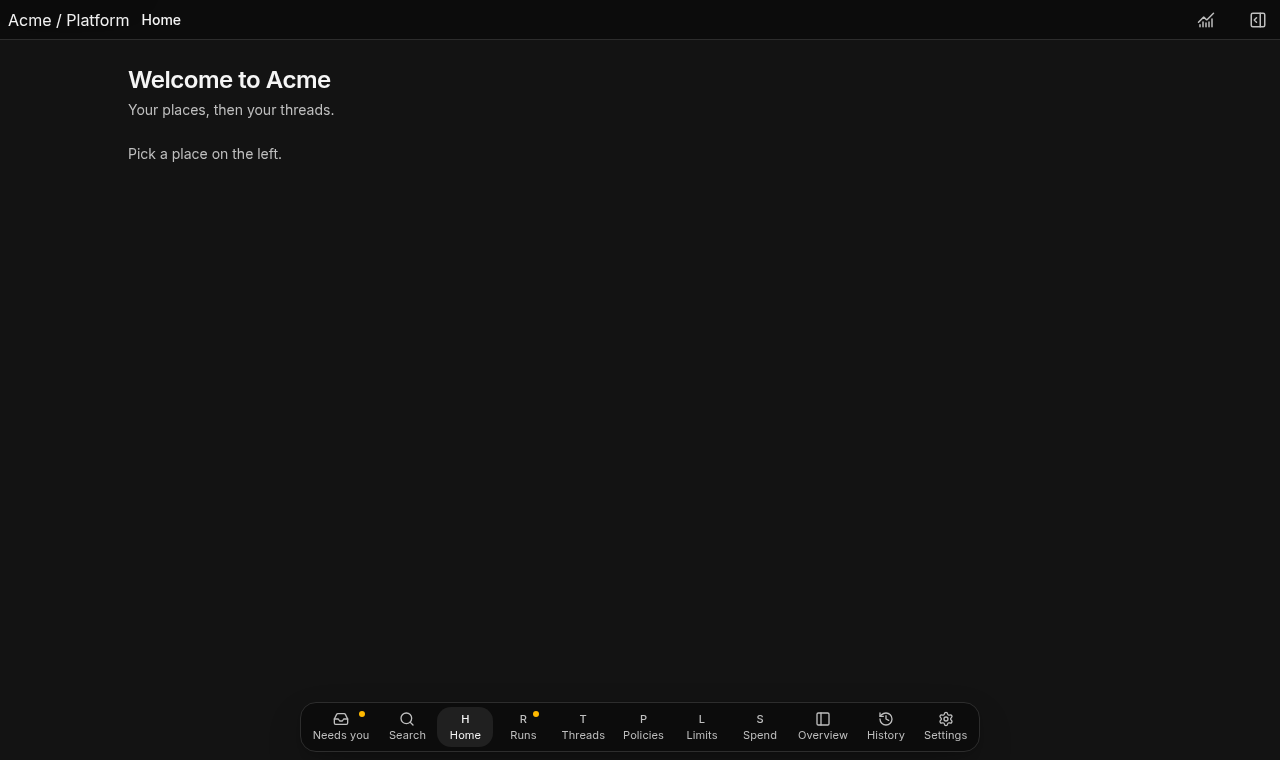 Acme / Platform Home
Welcome to Acme
Your places, then your threads.
Pick a place on the left.
H R T P L S
Needs you Search Home Runs Threads Policies Limits Spend Overview History Settings